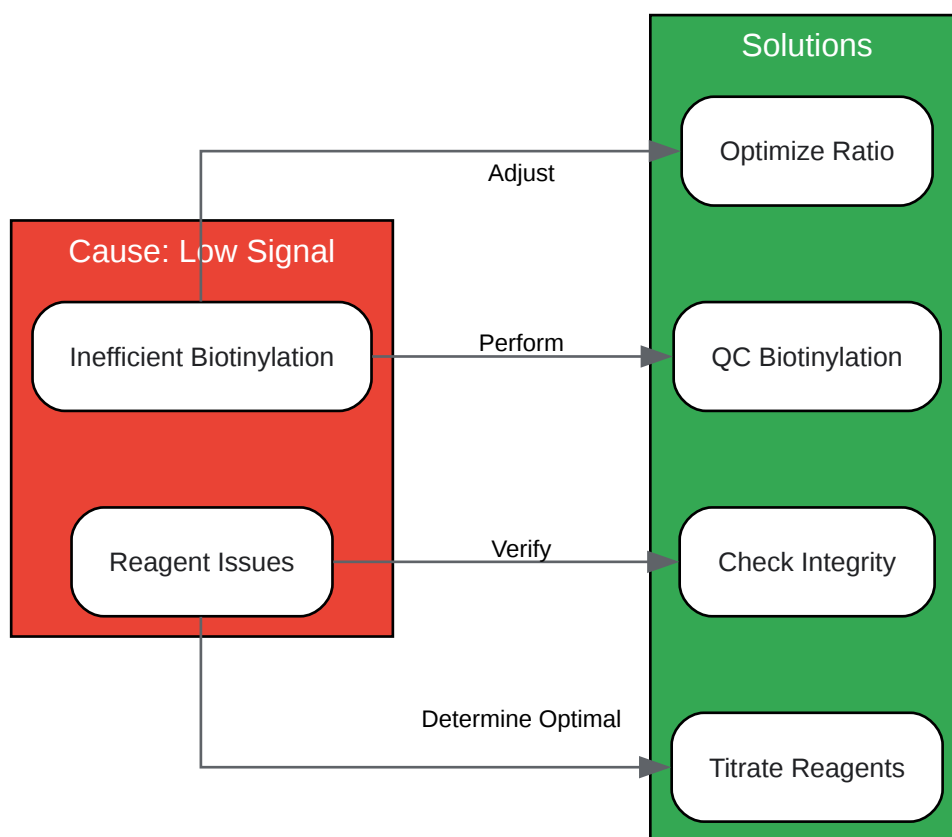 Solutions
Optimize Ratio
Adjust
Cause: Low Signal
Inefficient Biotinylation
Perform
QC Biotinylation
Reagent Issues
Verify
Check Integrity
Determine Optimal
Titrate Reagents